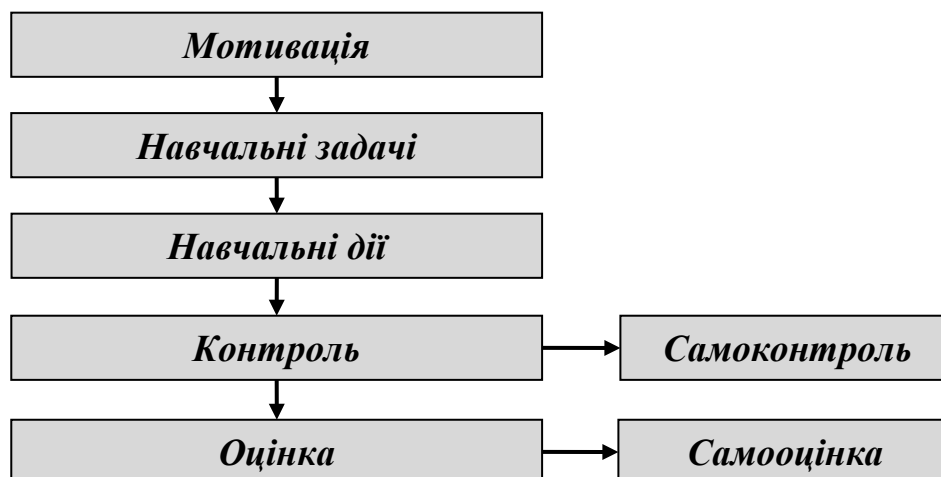 Мотивація
Навчальні задачі
Навчальні дії
Контроль
Самоконтроль
Оцінка
Самооцінка